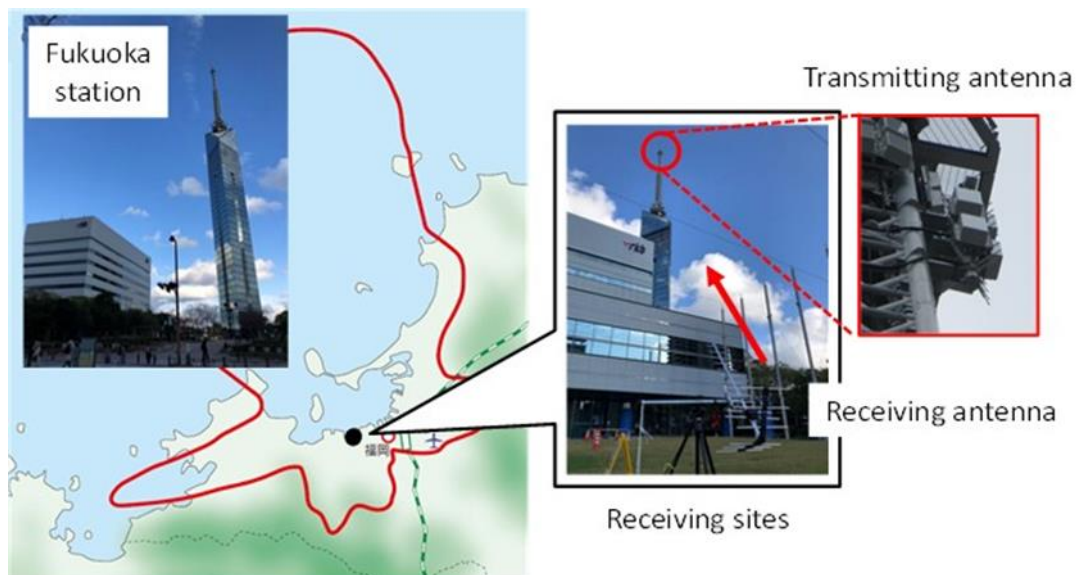 Fukuoka
station
Transmitting antenna
福岡
Receiving antenna
Receiving sites